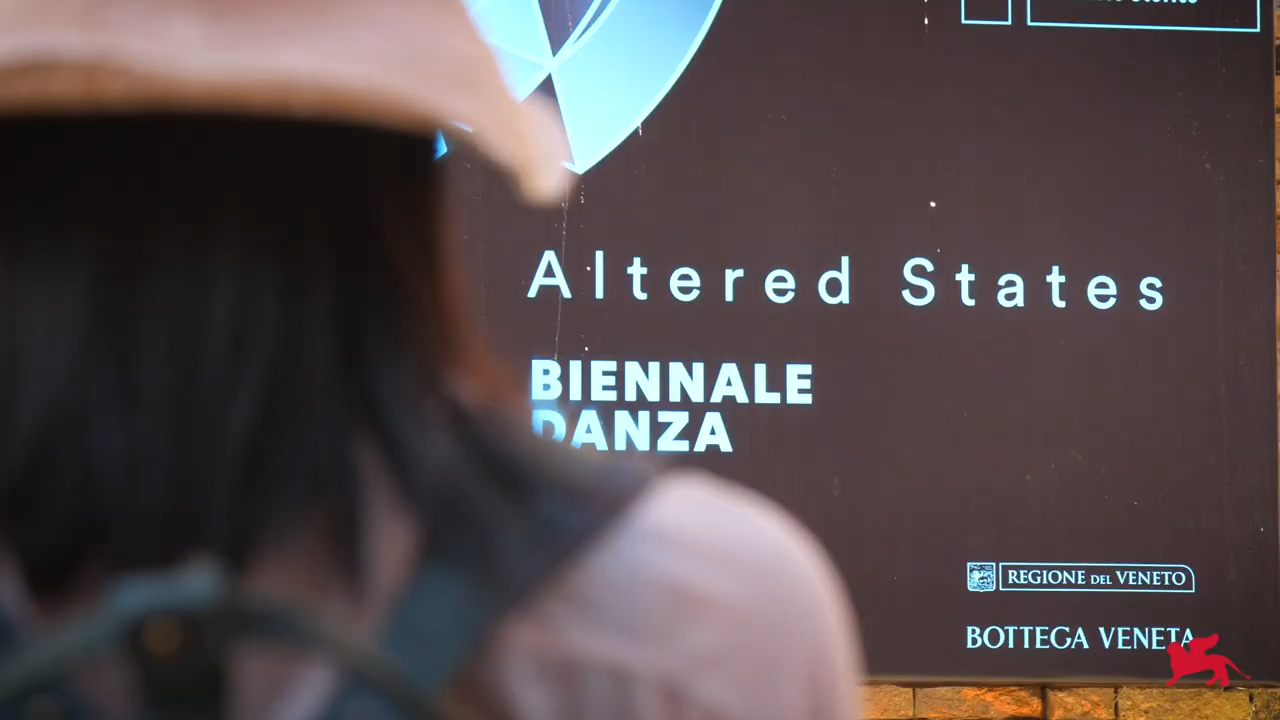 Altered States
BIENNALE
DANZA
REGIONE DEL VENETO
BOTTEGA VENETA